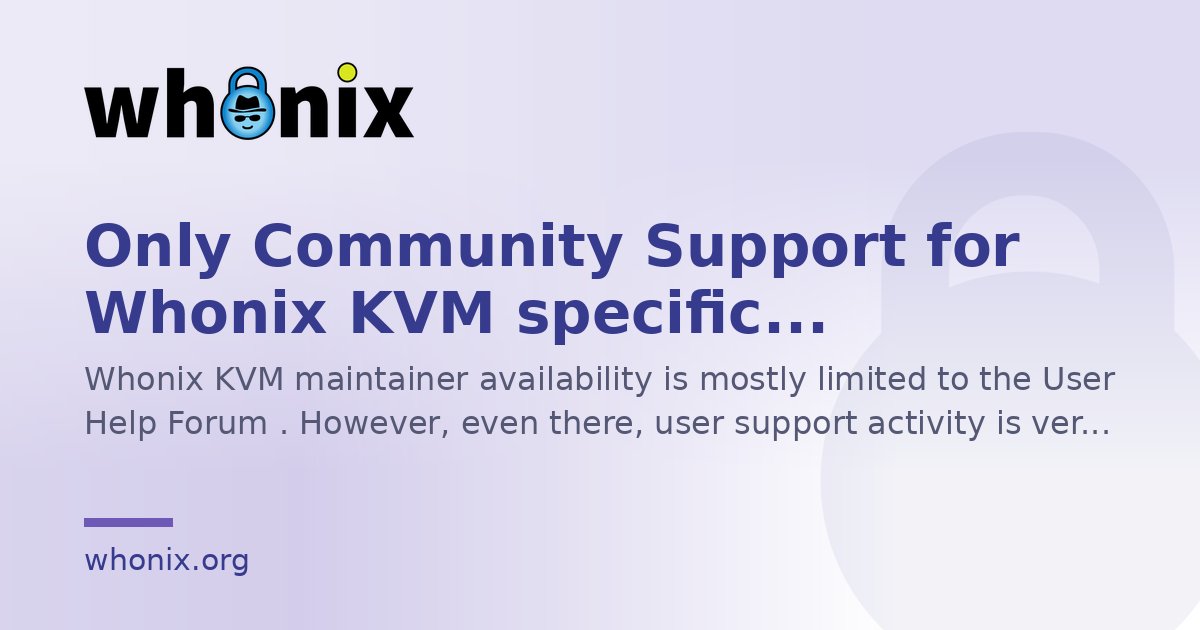 whonix
Only Community Support for
Whonix KVM specific...
Whonix KVM maintainer availability is mostly limited to the User
Help Forum . However, even there, user support activity is ver...
whonix.org